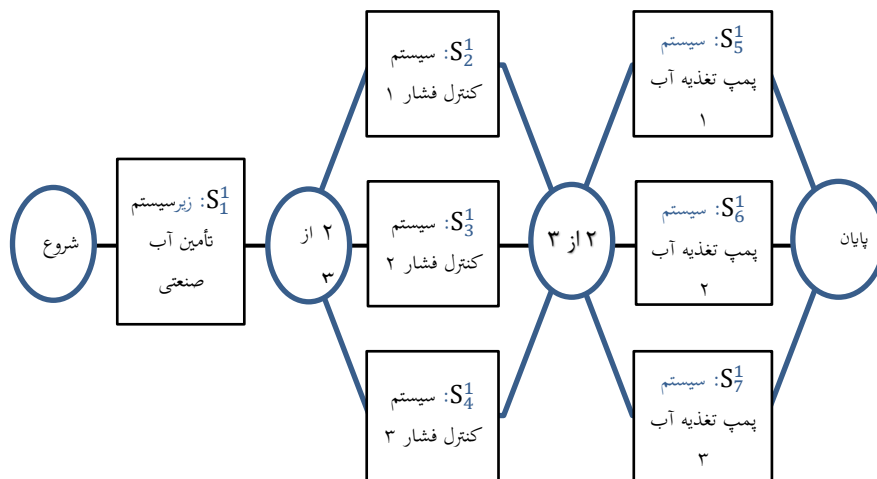 شروع
S₁¹: زیرسیستم
تأمین آب
صنعتی
۲ از
۳
S₂¹: سیستم
کنترل فشار ۱
S₃¹: سیستم
کنترل فشار ۲
S₄¹: سیستم
کنترل فشار ۳
۲ از ۳
S₅¹: سیستم
پمپ تغذیه آب
۱
S₆¹: سیستم
پمپ تغذیه آب
۲
S₇¹: سیستم
پمپ تغذیه آب
۳
پایان